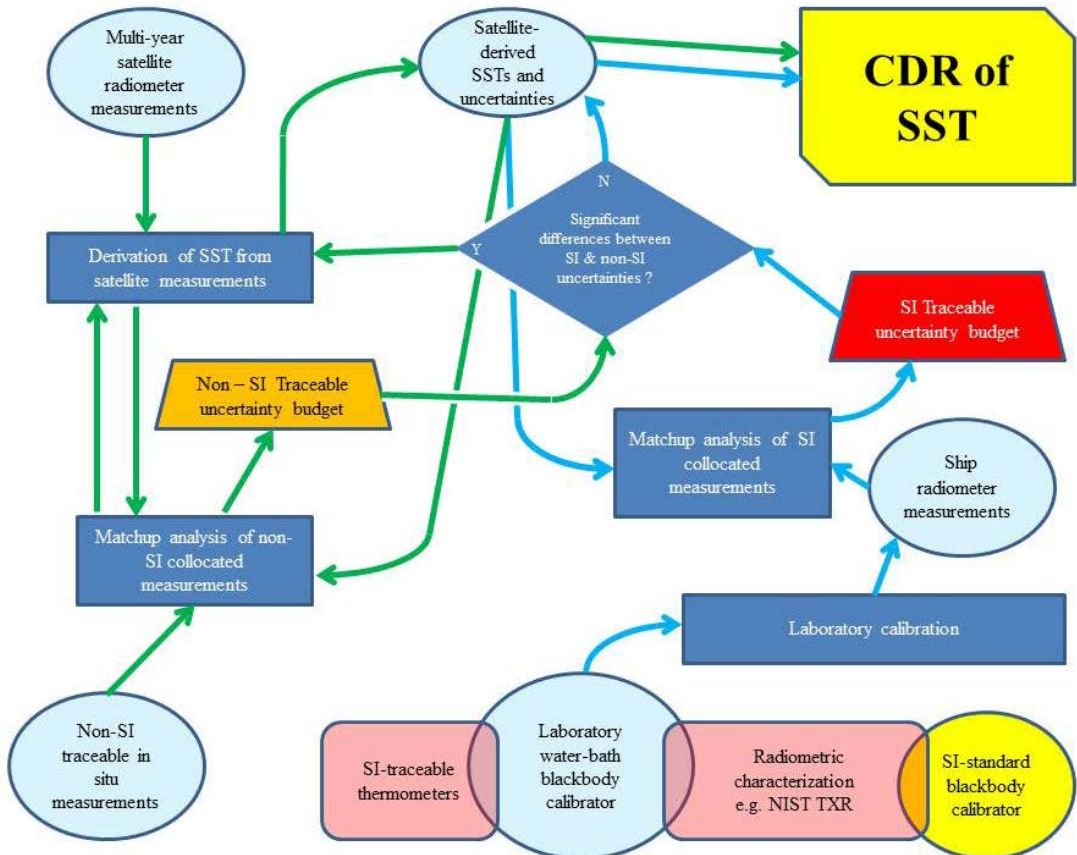 Multi-year
satellite
radiometer
measurements
Satellite-
derived
SSTs and
uncertainties
CDR of
SST
N
Significant
differences between
SI & non-SI
uncertainties ?
Y
Derivation of SST from
satellite measurements
SI Traceable
uncertainty budget
Non – SI Traceable
uncertainty budget
Matchup analysis of SI
collocated
measurements
Ship
radiometer
measurements
Matchup analysis of non-
SI collocated
measurements
Laboratory calibration
Non-SI
traceable in
situ
measurements
SI-traceable
thermometers
Laboratory
water-bath
blackbody
calibrator
Radiometric
characterization
e.g. NIST TXR
SI-standard
blackbody
calibrator